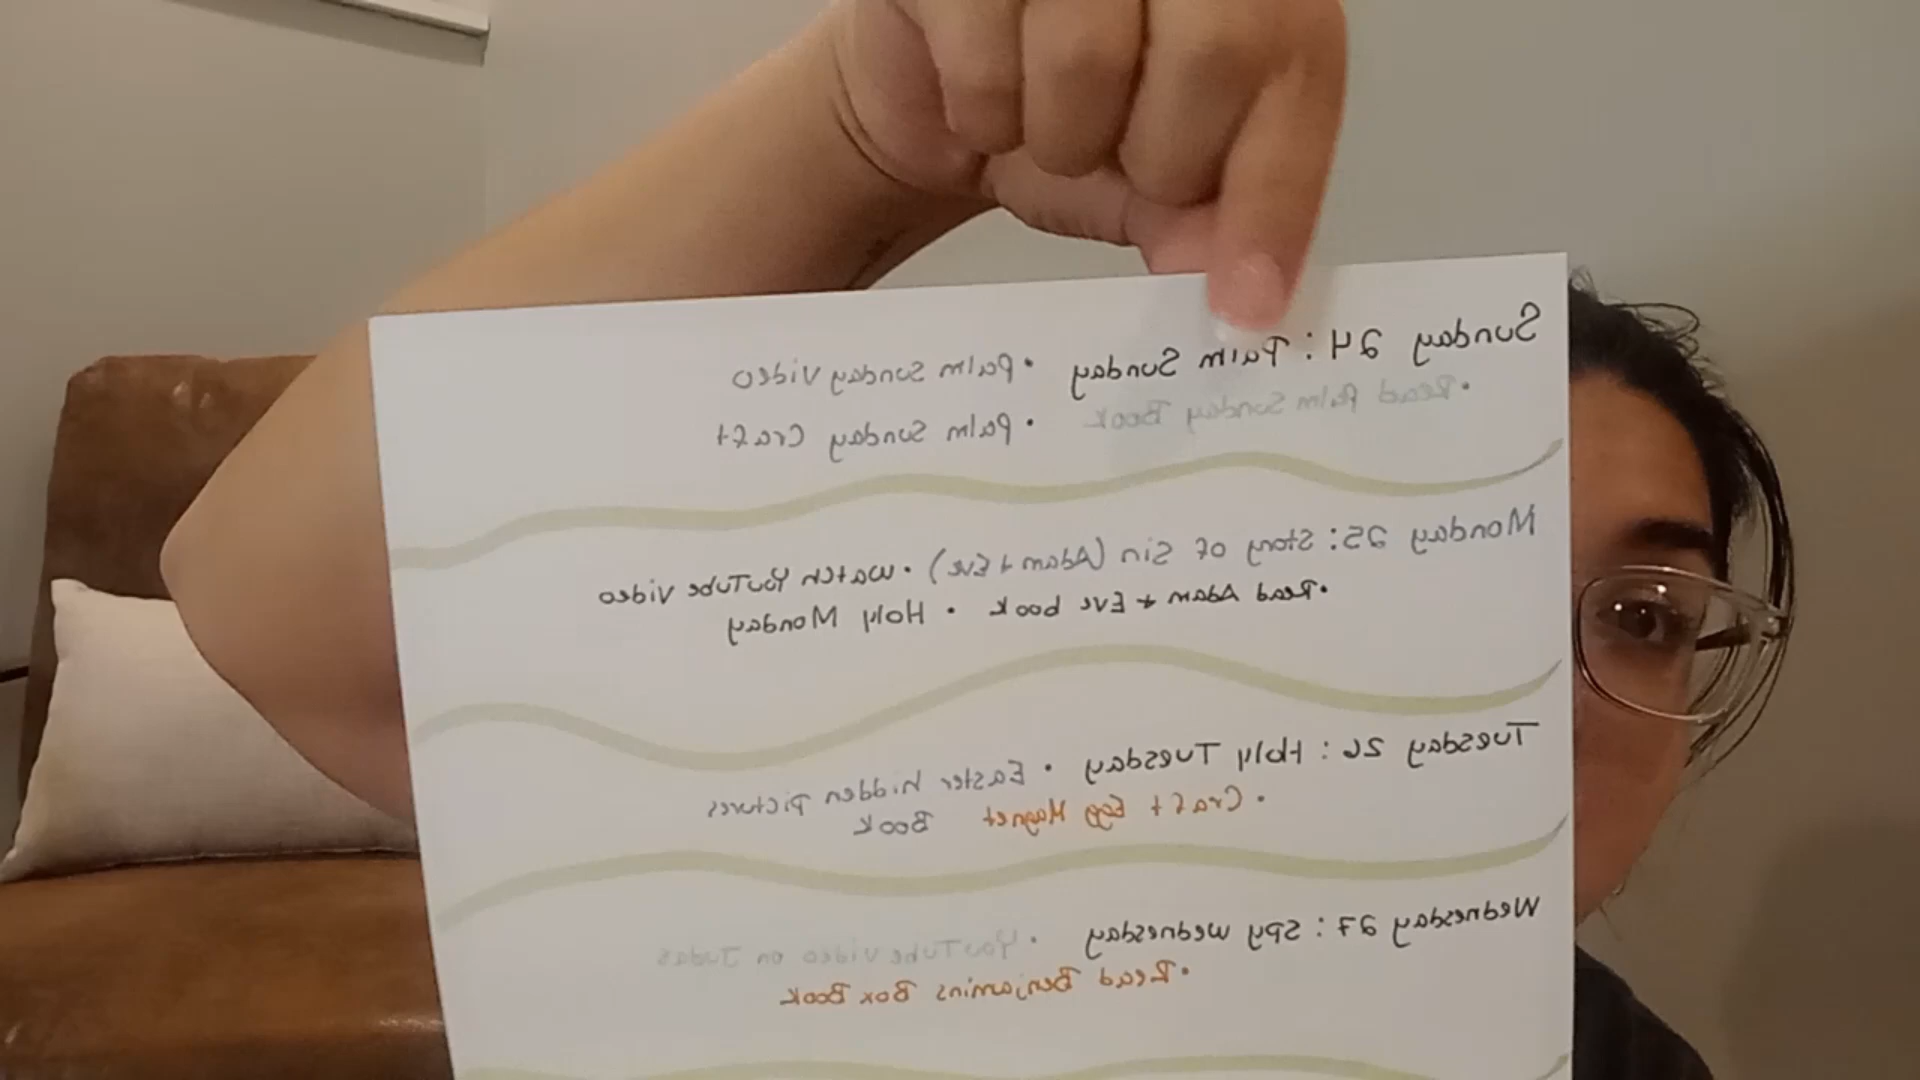 Sunday 24: Palm Sunday • Palm Sunday Video
• Read Palm Sunday Book • Palm Sunday Craft
Monday 25: Story of Sin (Adam + Eve) • Watch YouTube Video
• Read Adam + Eve book • Holy Monday
Tuesday 26: Holy Tuesday • Easter hidden pictures
• Craft Egg Magnet Book
Wednesday 27: Spy Wednesday • YouTube Video on Judas
• Read Benjamins Box Book